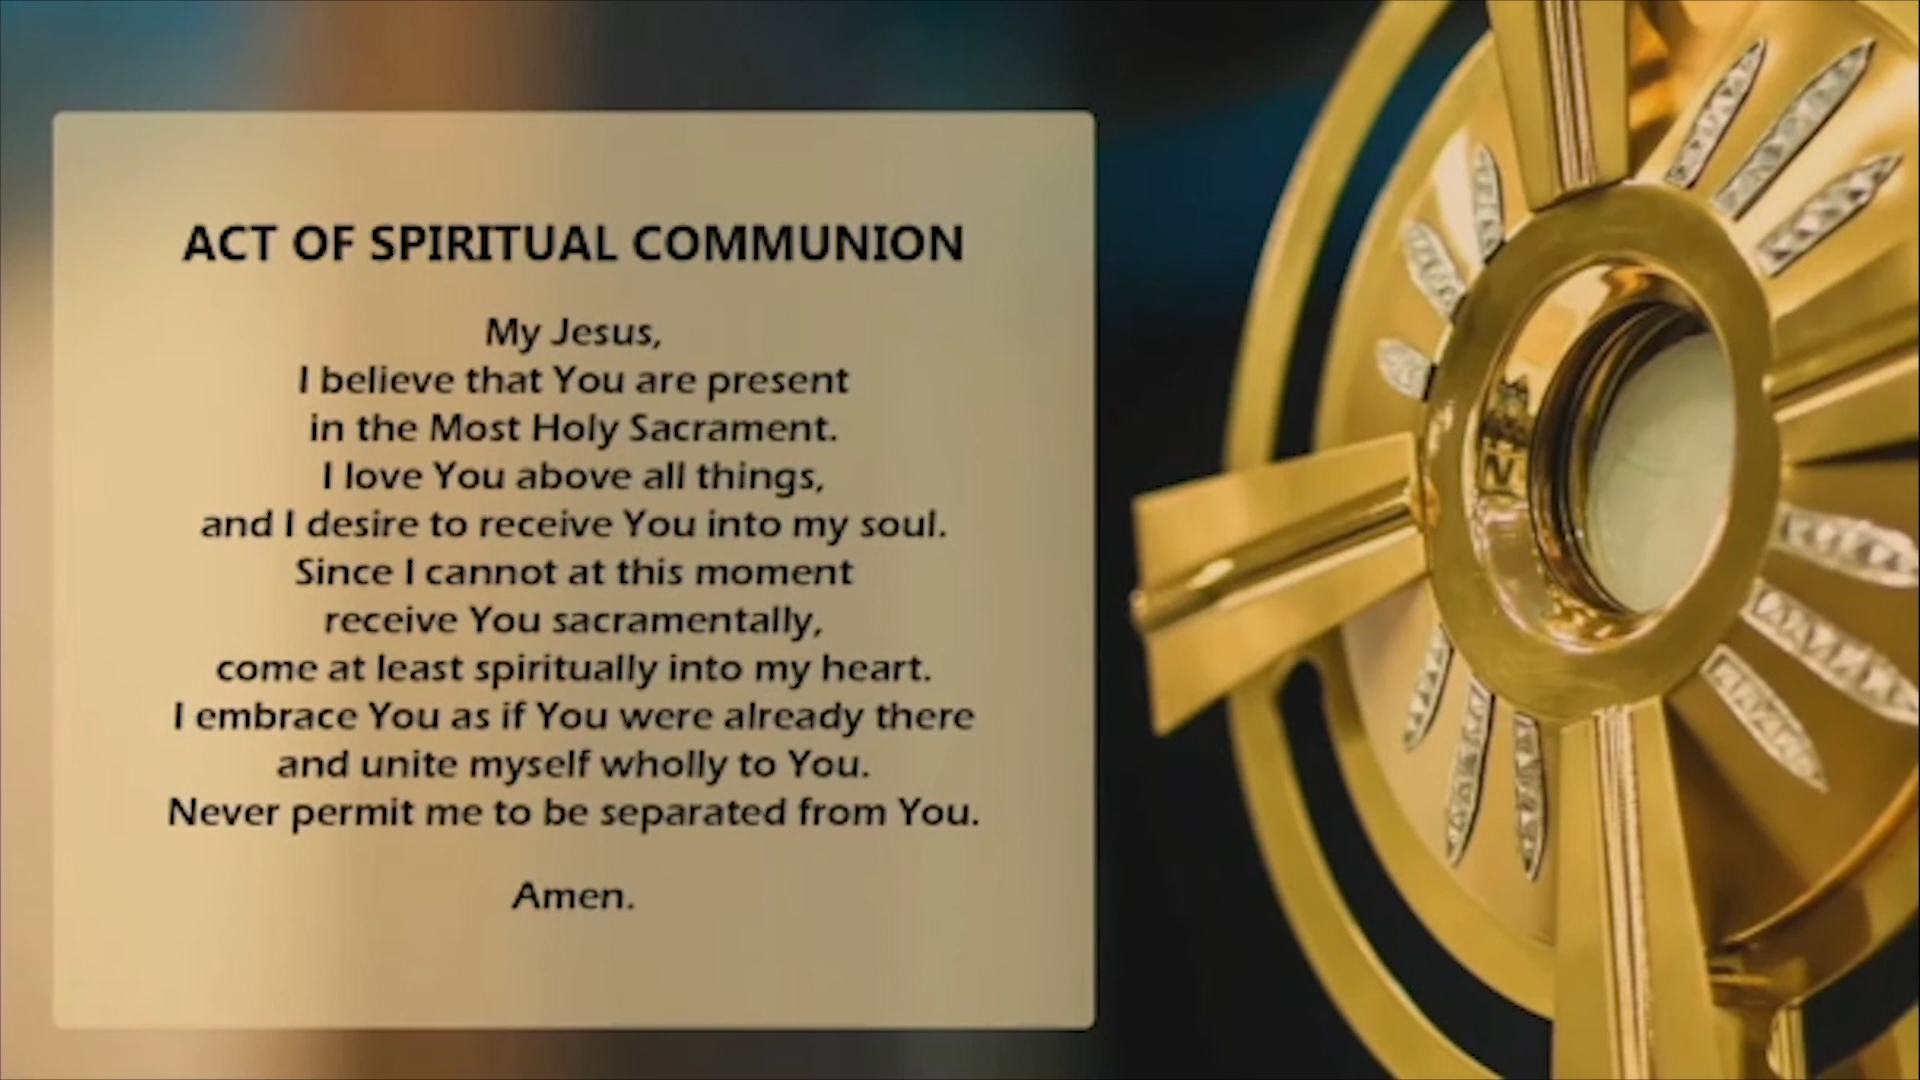 ACT OF SPIRITUAL COMMUNION
My Jesus,
I believe that You are present
in the Most Holy Sacrament.
I love You above all things,
and I desire to receive You into my soul.
Since I cannot at this moment
receive You sacramentally,
come at least spiritually into my heart.
I embrace You as if You were already there
and unite myself wholly to You.
Never permit me to be separated from You.
Amen.